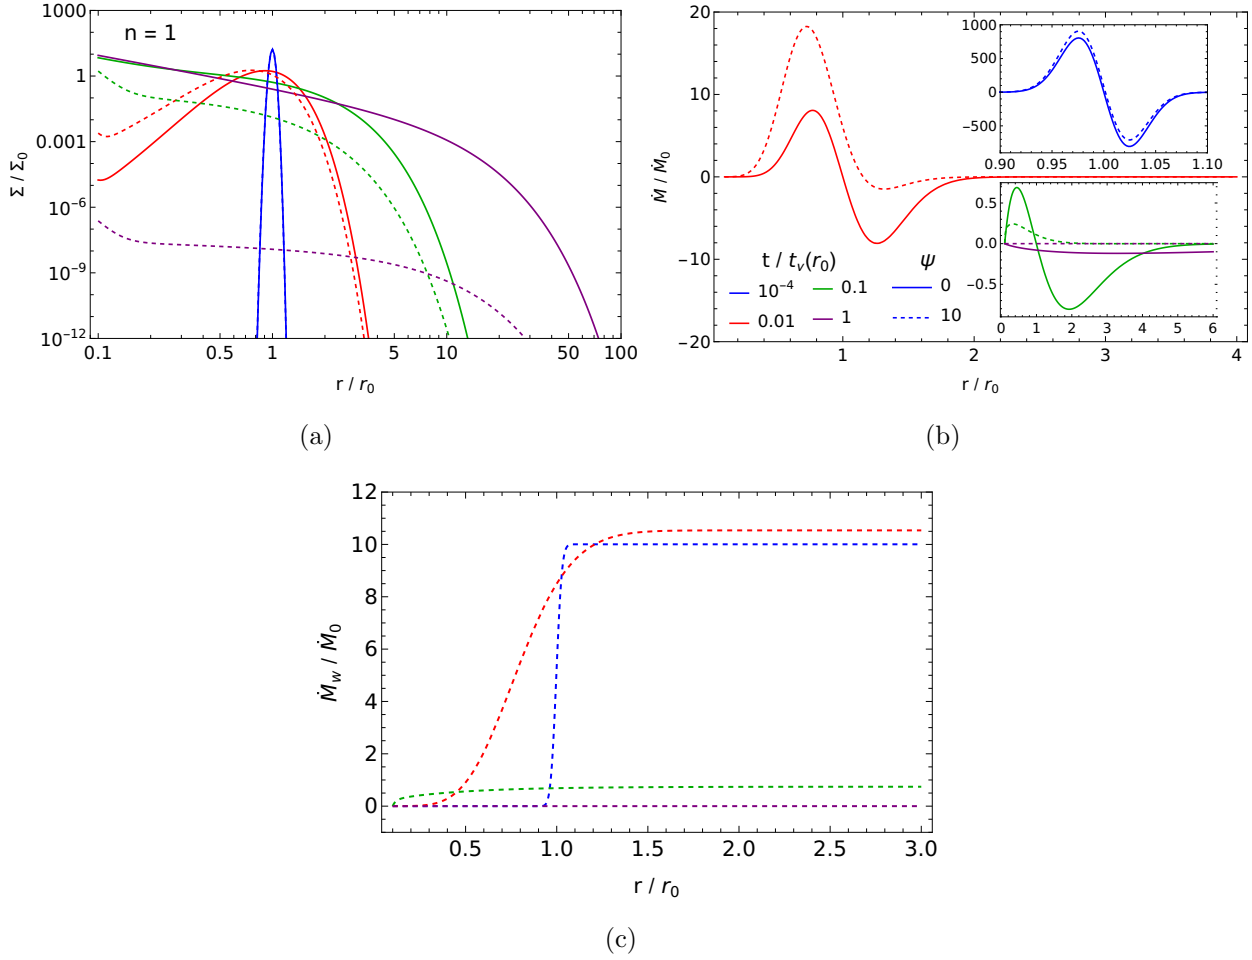 n = 1
Σ / Σ₀
1000
1
0.001
10⁻⁶
10⁻⁹
10⁻¹²
0.1 0.5 1 5 10 50 100
r / r₀
(a)
Ṁ / Ṁ₀
20
10
0
−10
−20
1 2 3 4
r / r₀
t / tᵥ(r₀) ψ
10⁻⁴ 0.1 0
0.01 1 10
1000
500
0
−500
0.90 0.95 1.00 1.05 1.10
0.5
0.0
−0.5
0 1 2 3 4 5 6
(b)
Ṁ_w / Ṁ₀
12
10
8
6
4
2
0
0.5 1.0 1.5 2.0 2.5 3.0
r / r₀
(c)